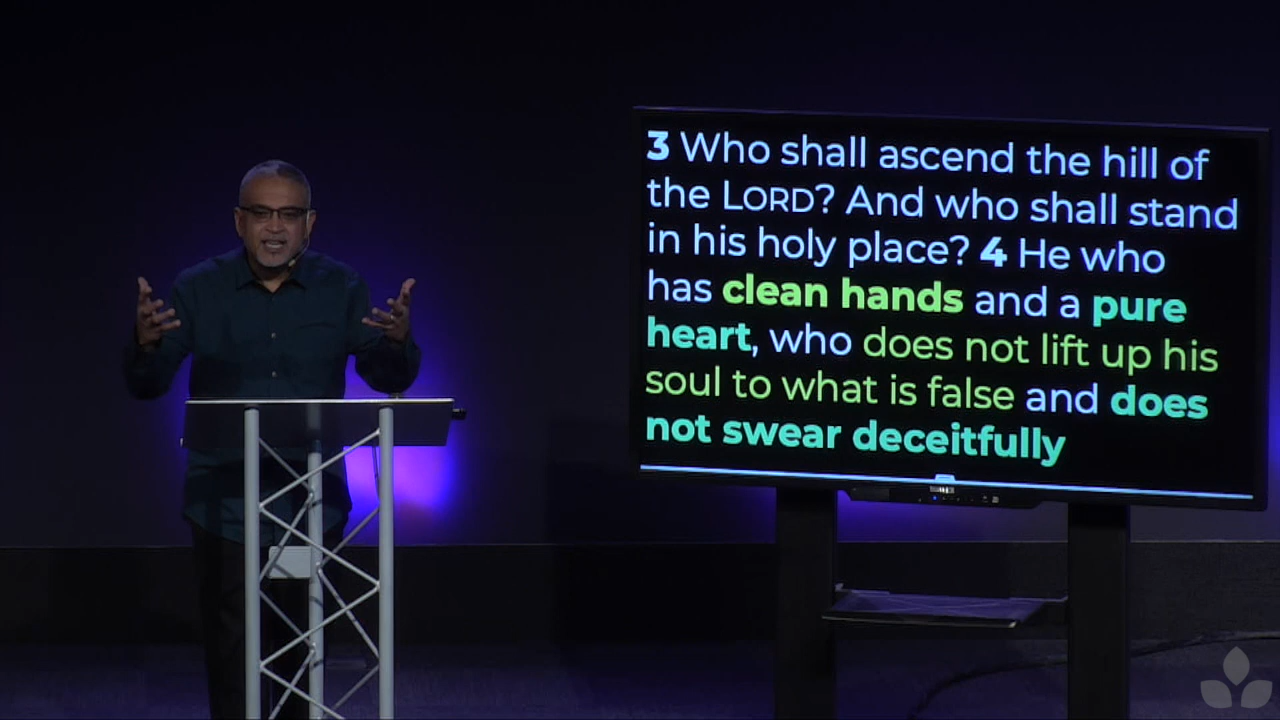 3 Who shall ascend the hill of
the LORD? And who shall stand
in his holy place? 4 He who
has clean hands and a pure
heart, who does not lift up his
soul to what is false and does
not swear deceitfully